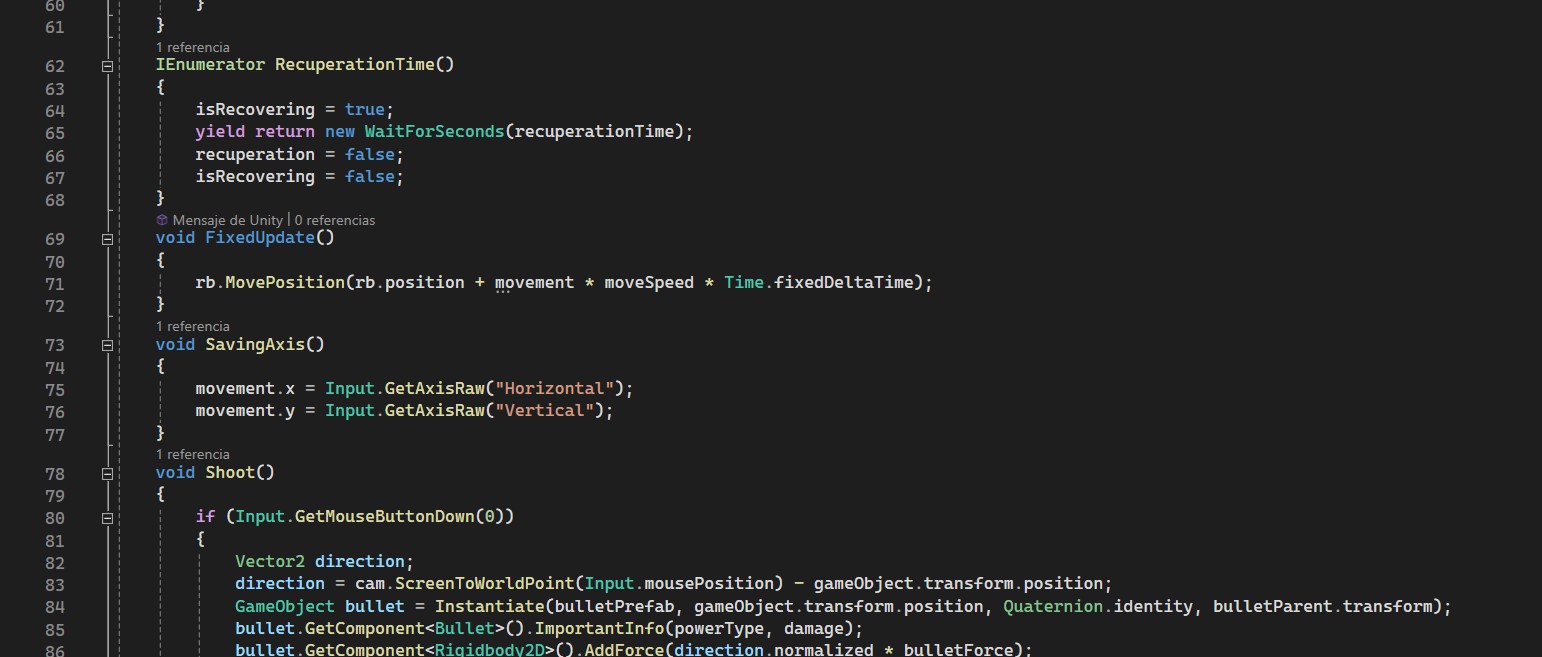 60 }
61 }
1 referencia
62 IEnumerator RecuperationTime()
63 {
64 isRecovering = true;
65 yield return new WaitForSeconds(recuperationTime);
66 recuperation = false;
67 isRecovering = false;
68 }
Mensaje de Unity | 0 referencias
69 void FixedUpdate()
70 {
71 rb.MovePosition(rb.position + movement * moveSpeed * Time.fixedDeltaTime);
72 }
1 referencia
73 void SavingAxis()
74 {
75 movement.x = Input.GetAxisRaw("Horizontal");
76 movement.y = Input.GetAxisRaw("Vertical");
77 }
1 referencia
78 void Shoot()
79 {
80 if (Input.GetMouseButtonDown(0))
81 {
82 Vector2 direction;
83 direction = cam.ScreenToWorldPoint(Input.mousePosition) - gameObject.transform.position;
84 GameObject bullet = Instantiate(bulletPrefab, gameObject.transform.position, Quaternion.identity, bulletParent.transform);
85 bullet.GetComponent<Bullet>().ImportantInfo(powerType, damage);
86 bullet.GetComponent<Rigidbody2D>().AddForce(direction.normalized * bulletForce);